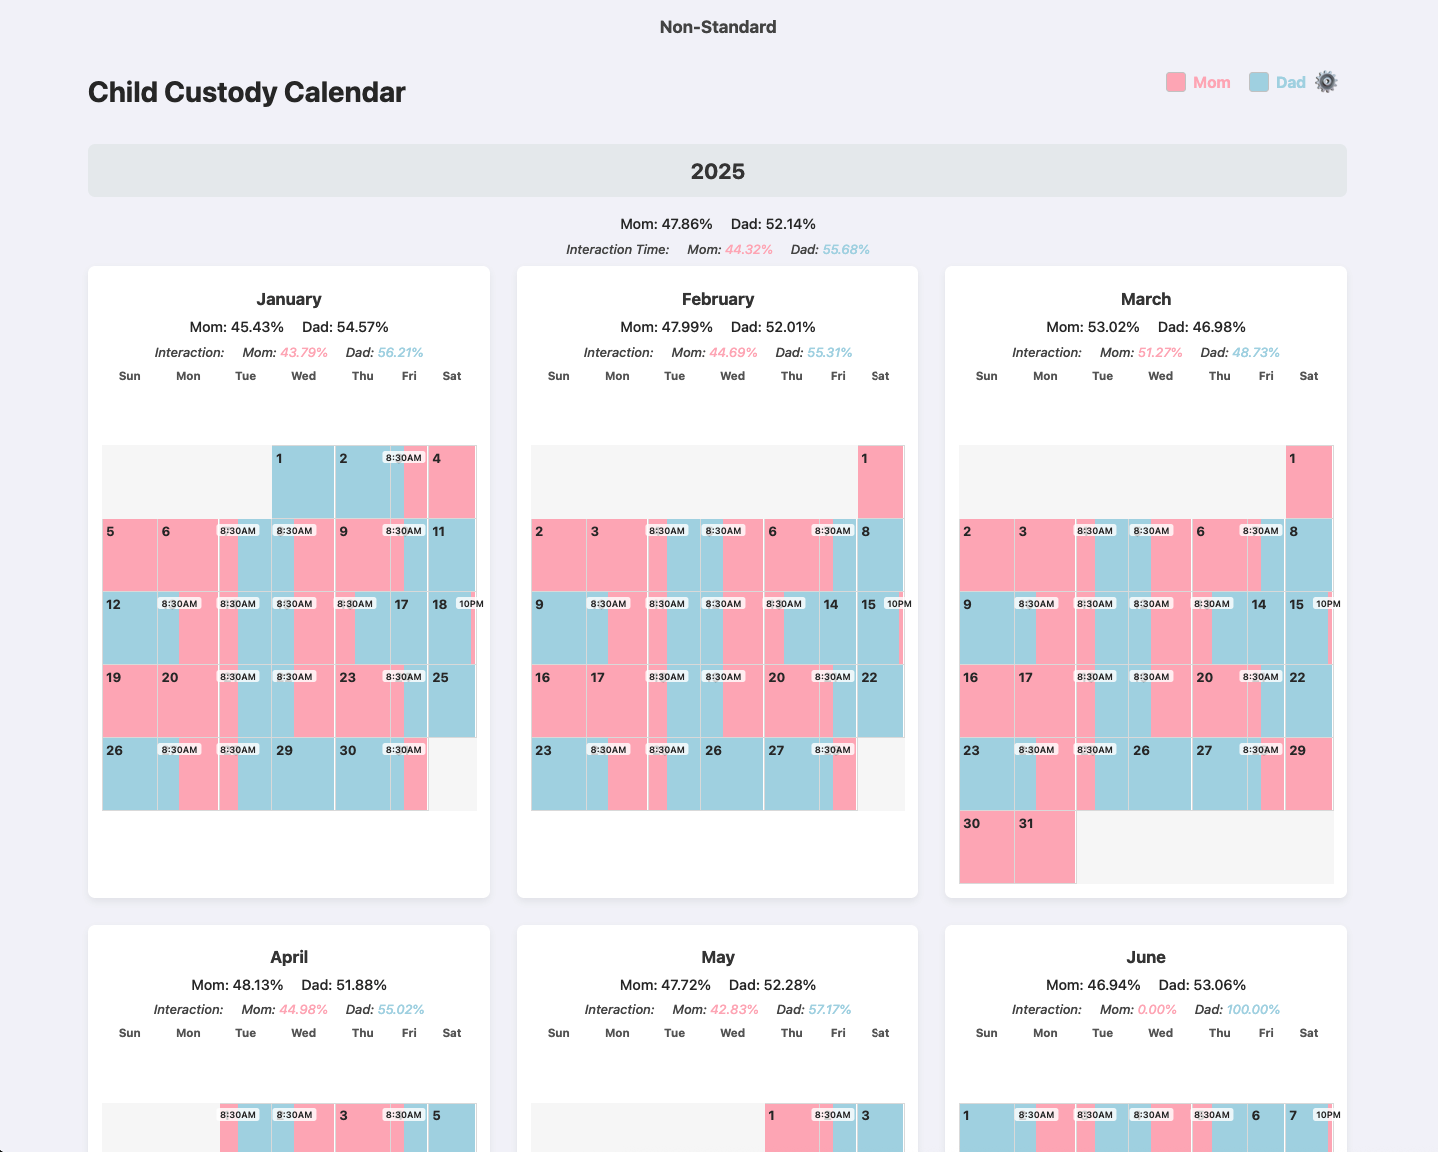 Non-Standard
Child Custody Calendar
Mom Dad
2025
Mom: 47.86% Dad: 52.14%
Interaction Time: Mom: 44.32% Dad: 55.68%
January
Mom: 45.43% Dad: 54.57%
Interaction: Mom: 43.79% Dad: 56.21%
Sun Mon Tue Wed Thu Fri Sat
1 2 8:30AM 4
5 6 8:30AM 8:30AM 9 8:30AM 11
12 8:30AM 8:30AM 8:30AM 8:30AM 17 18 10PM
19 20 8:30AM 8:30AM 23 8:30AM 25
26 8:30AM 8:30AM 29 30 8:30AM
February
Mom: 47.99% Dad: 52.01%
Interaction: Mom: 44.69% Dad: 55.31%
Sun Mon Tue Wed Thu Fri Sat
1
2 3 8:30AM 8:30AM 6 8:30AM 8
9 8:30AM 8:30AM 8:30AM 8:30AM 14 15 10PM
16 17 8:30AM 8:30AM 20 8:30AM 22
23 8:30AM 8:30AM 26 27 8:30AM
March
Mom: 53.02% Dad: 46.98%
Interaction: Mom: 51.27% Dad: 48.73%
Sun Mon Tue Wed Thu Fri Sat
1
2 3 8:30AM 8:30AM 6 8:30AM 8
9 8:30AM 8:30AM 8:30AM 8:30AM 14 15 10PM
16 17 8:30AM 8:30AM 20 8:30AM 22
23 8:30AM 8:30AM 26 27 8:30AM 29
30 31
April
Mom: 48.13% Dad: 51.88%
Interaction: Mom: 44.98% Dad: 55.02%
Sun Mon Tue Wed Thu Fri Sat
8:30AM 8:30AM 3 8:30AM 5
May
Mom: 47.72% Dad: 52.28%
Interaction: Mom: 42.83% Dad: 57.17%
Sun Mon Tue Wed Thu Fri Sat
1 8:30AM 3
June
Mom: 46.94% Dad: 53.06%
Interaction: Mom: 0.00% Dad: 100.00%
Sun Mon Tue Wed Thu Fri Sat
1 8:30AM 8:30AM 8:30AM 8:30AM 6 7 10PM